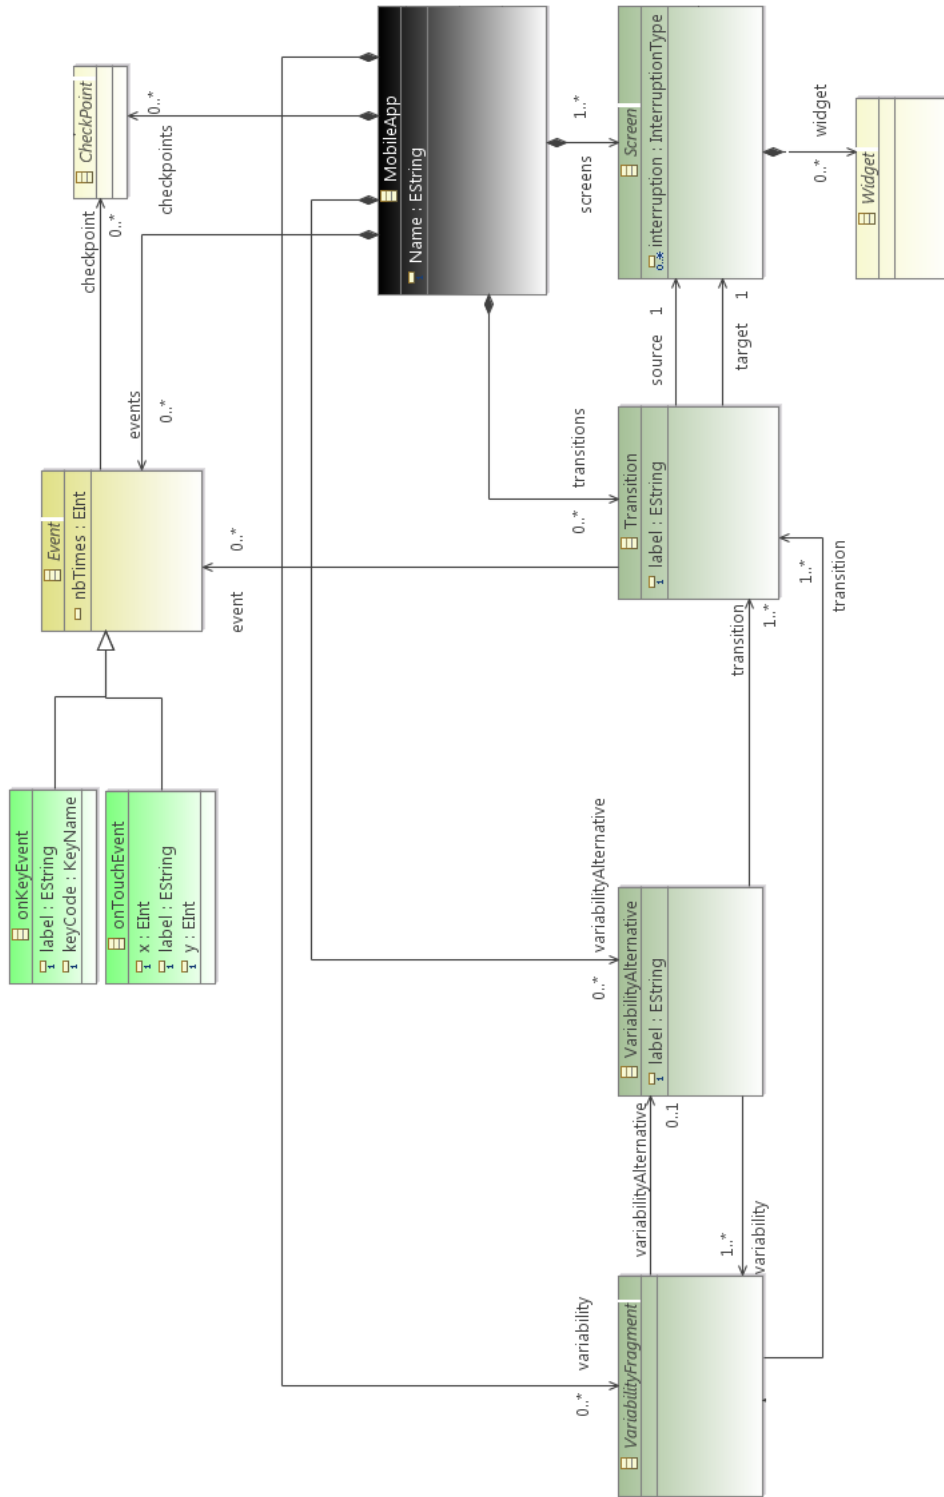 onKeyEvent
label : EString
keyCode : KeyName
onTouchEvent
x : EInt
label : EString
y : EInt
Event
nbTimes : EInt
checkpoint
0..*
CheckPoint
events
0..*
checkpoints
0..*
event
0..*
MobileApp
Name : EString
variability
0..*
variabilityAlternative
0..*
transitions
0..*
screens
1..*
VariabilityFragment
variabilityAlternative
0..1
variability
1..*
VariabilityAlternative
label : EString
transition
1..*
transition
1..*
Transition
label : EString
source
1
target
1
Screen
0..* interruption : InterruptionType
widget
0..*
Widget